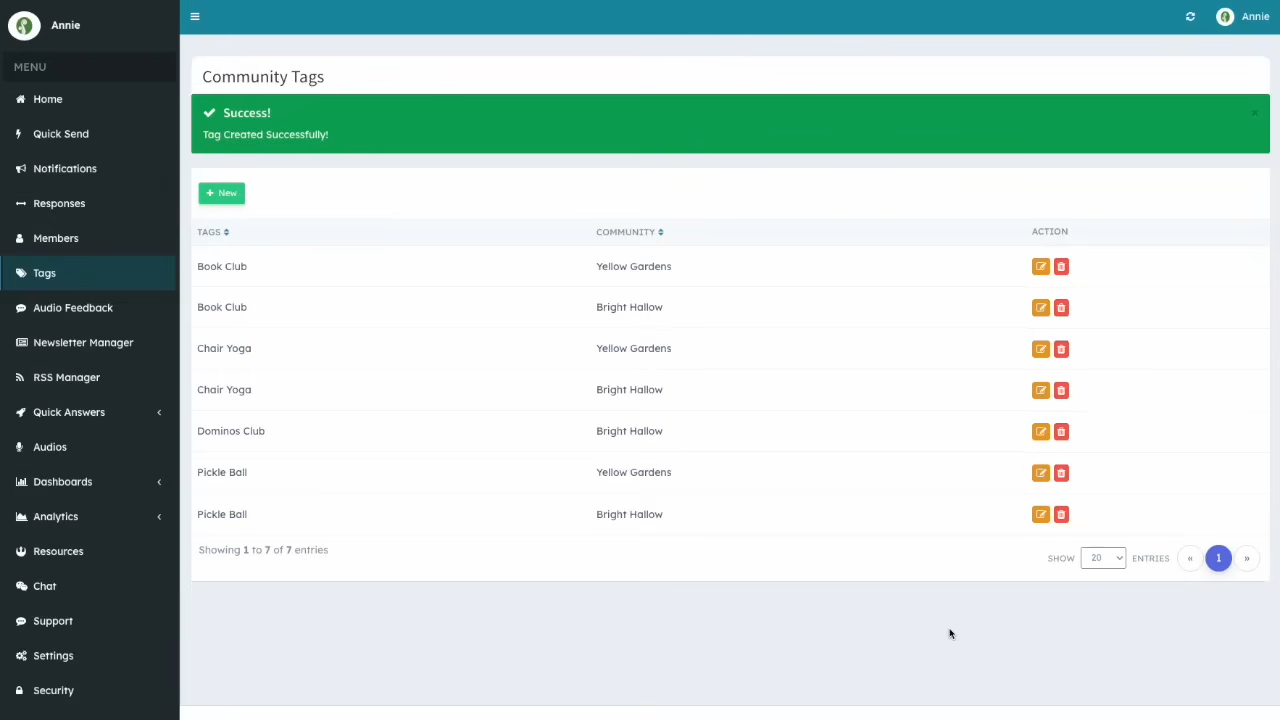 Annie
MENU
Home
Quick Send
Notifications
Responses
Members
Tags
Audio Feedback
Newsletter Manager
RSS Manager
Quick Answers
Audios
Dashboards
Analytics
Resources
Chat
Support
Settings
Security
Annie
Community Tags
Success!
Tag Created Successfully!
+ New
TAGS COMMUNITY ACTION
Book Club Yellow Gardens
Book Club Bright Hallow
Chair Yoga Yellow Gardens
Chair Yoga Bright Hallow
Dominos Club Bright Hallow
Pickle Ball Yellow Gardens
Pickle Ball Bright Hallow
Showing 1 to 7 of 7 entries
SHOW 20 ENTRIES « 1 »